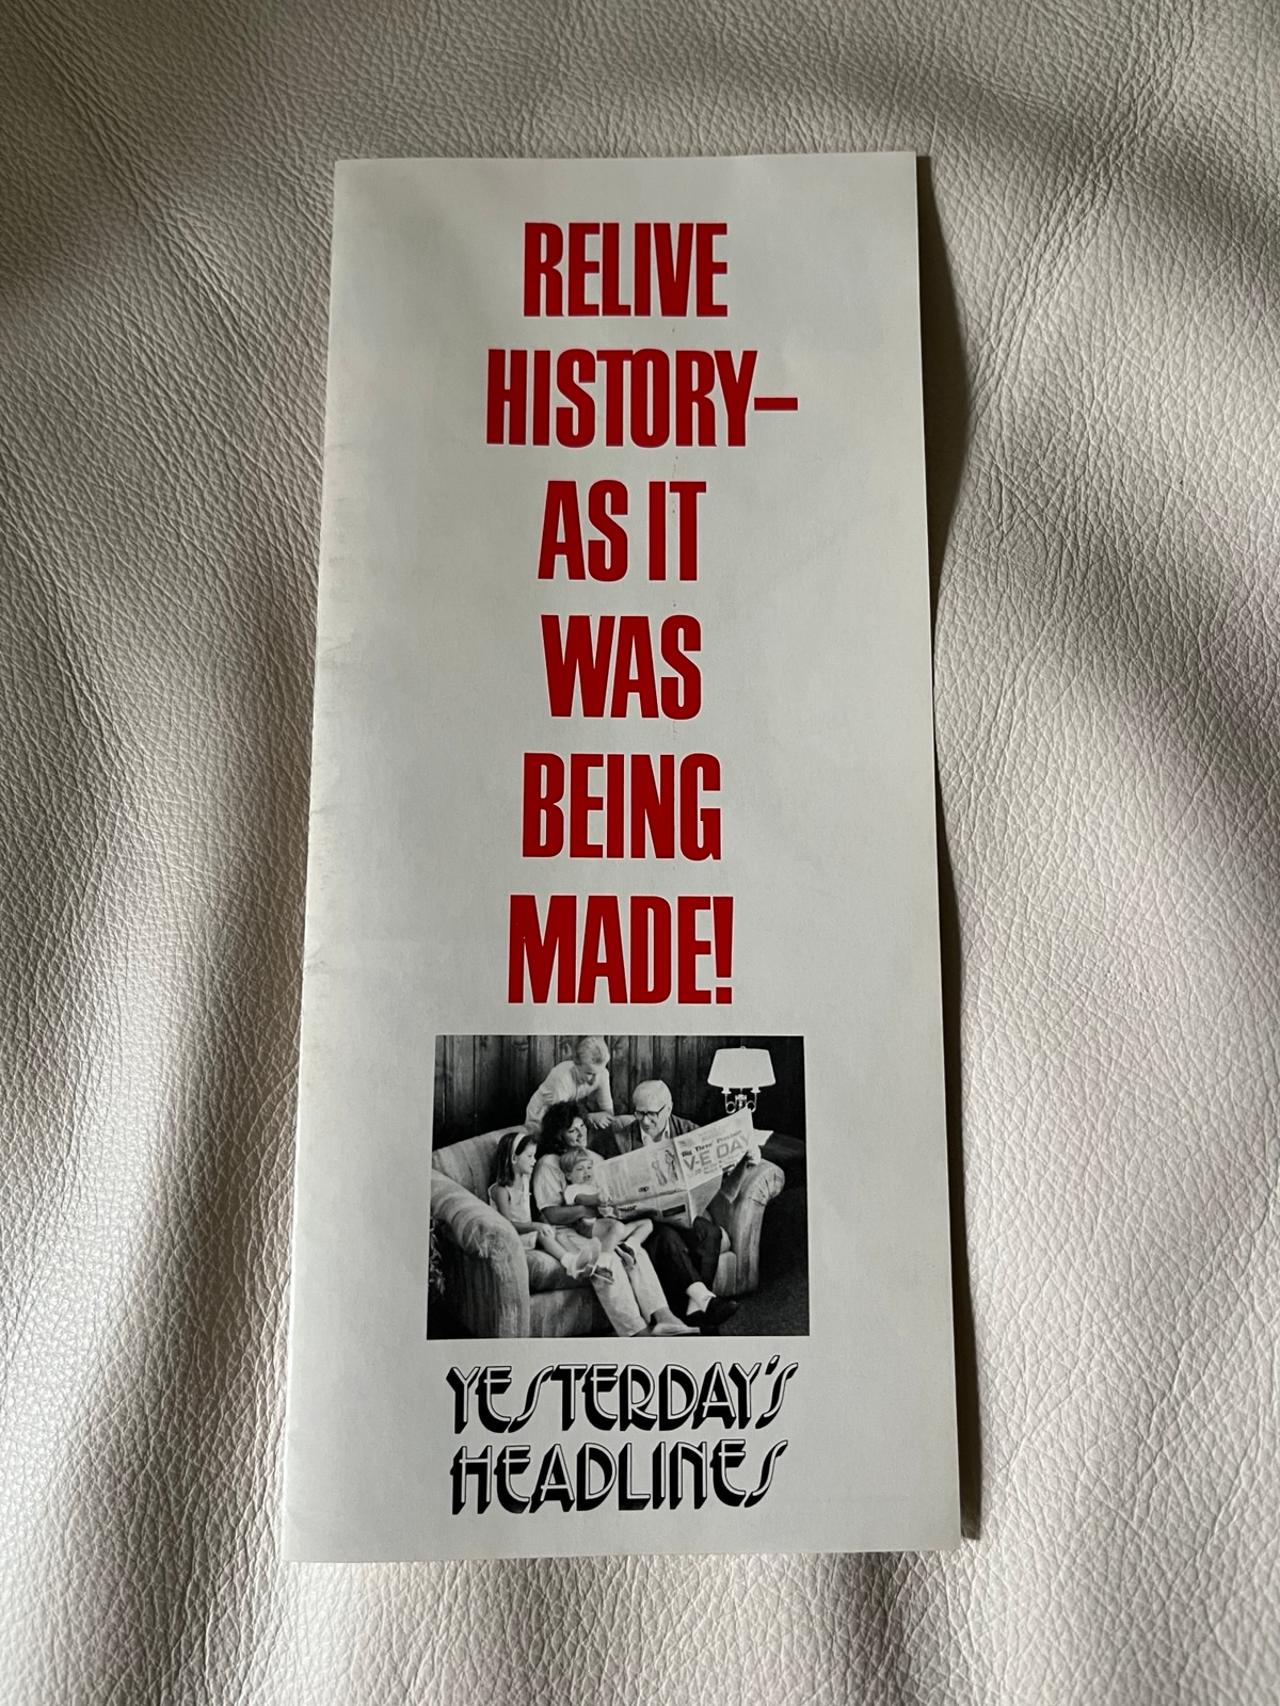 RELIVE
HISTORY–
AS IT
WAS
BEING
MADE!
V-E DAY
YESTERDAY'S
HEADLINES